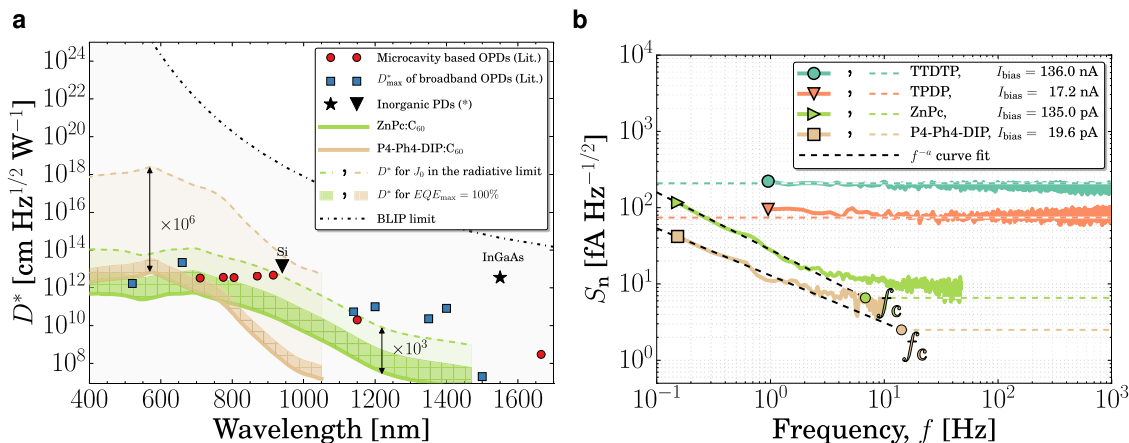 a
10^24
10^22
10^20
10^18
10^16
10^14
10^12
10^10
10^8
D* [cm Hz^1/2 W^−1]
400 600 800 1000 1200 1400 1600
Wavelength [nm]
Microcavity based OPDs (Lit.)
D*max of broadband OPDs (Lit.)
Inorganic PDs (*)
ZnPc:C60
P4-Ph4-DIP:C60
, D* for J0 in the radiative limit
, D* for EQEmax = 100%
BLIP limit
×10^6
Si
InGaAs
×10^3
b
10^4
10^3
10^2
10^1
10^0
Sn [fA Hz^−1/2]
10^−1 10^0 10^1 10^2 10^3
Frequency, f [Hz]
, TTDTP, Ibias = 136.0 nA
, TPDP, Ibias = 17.2 nA
, ZnPc, Ibias = 135.0 pA
, P4-Ph4-DIP, Ibias = 19.6 pA
f^−a curve fit
fc
fc